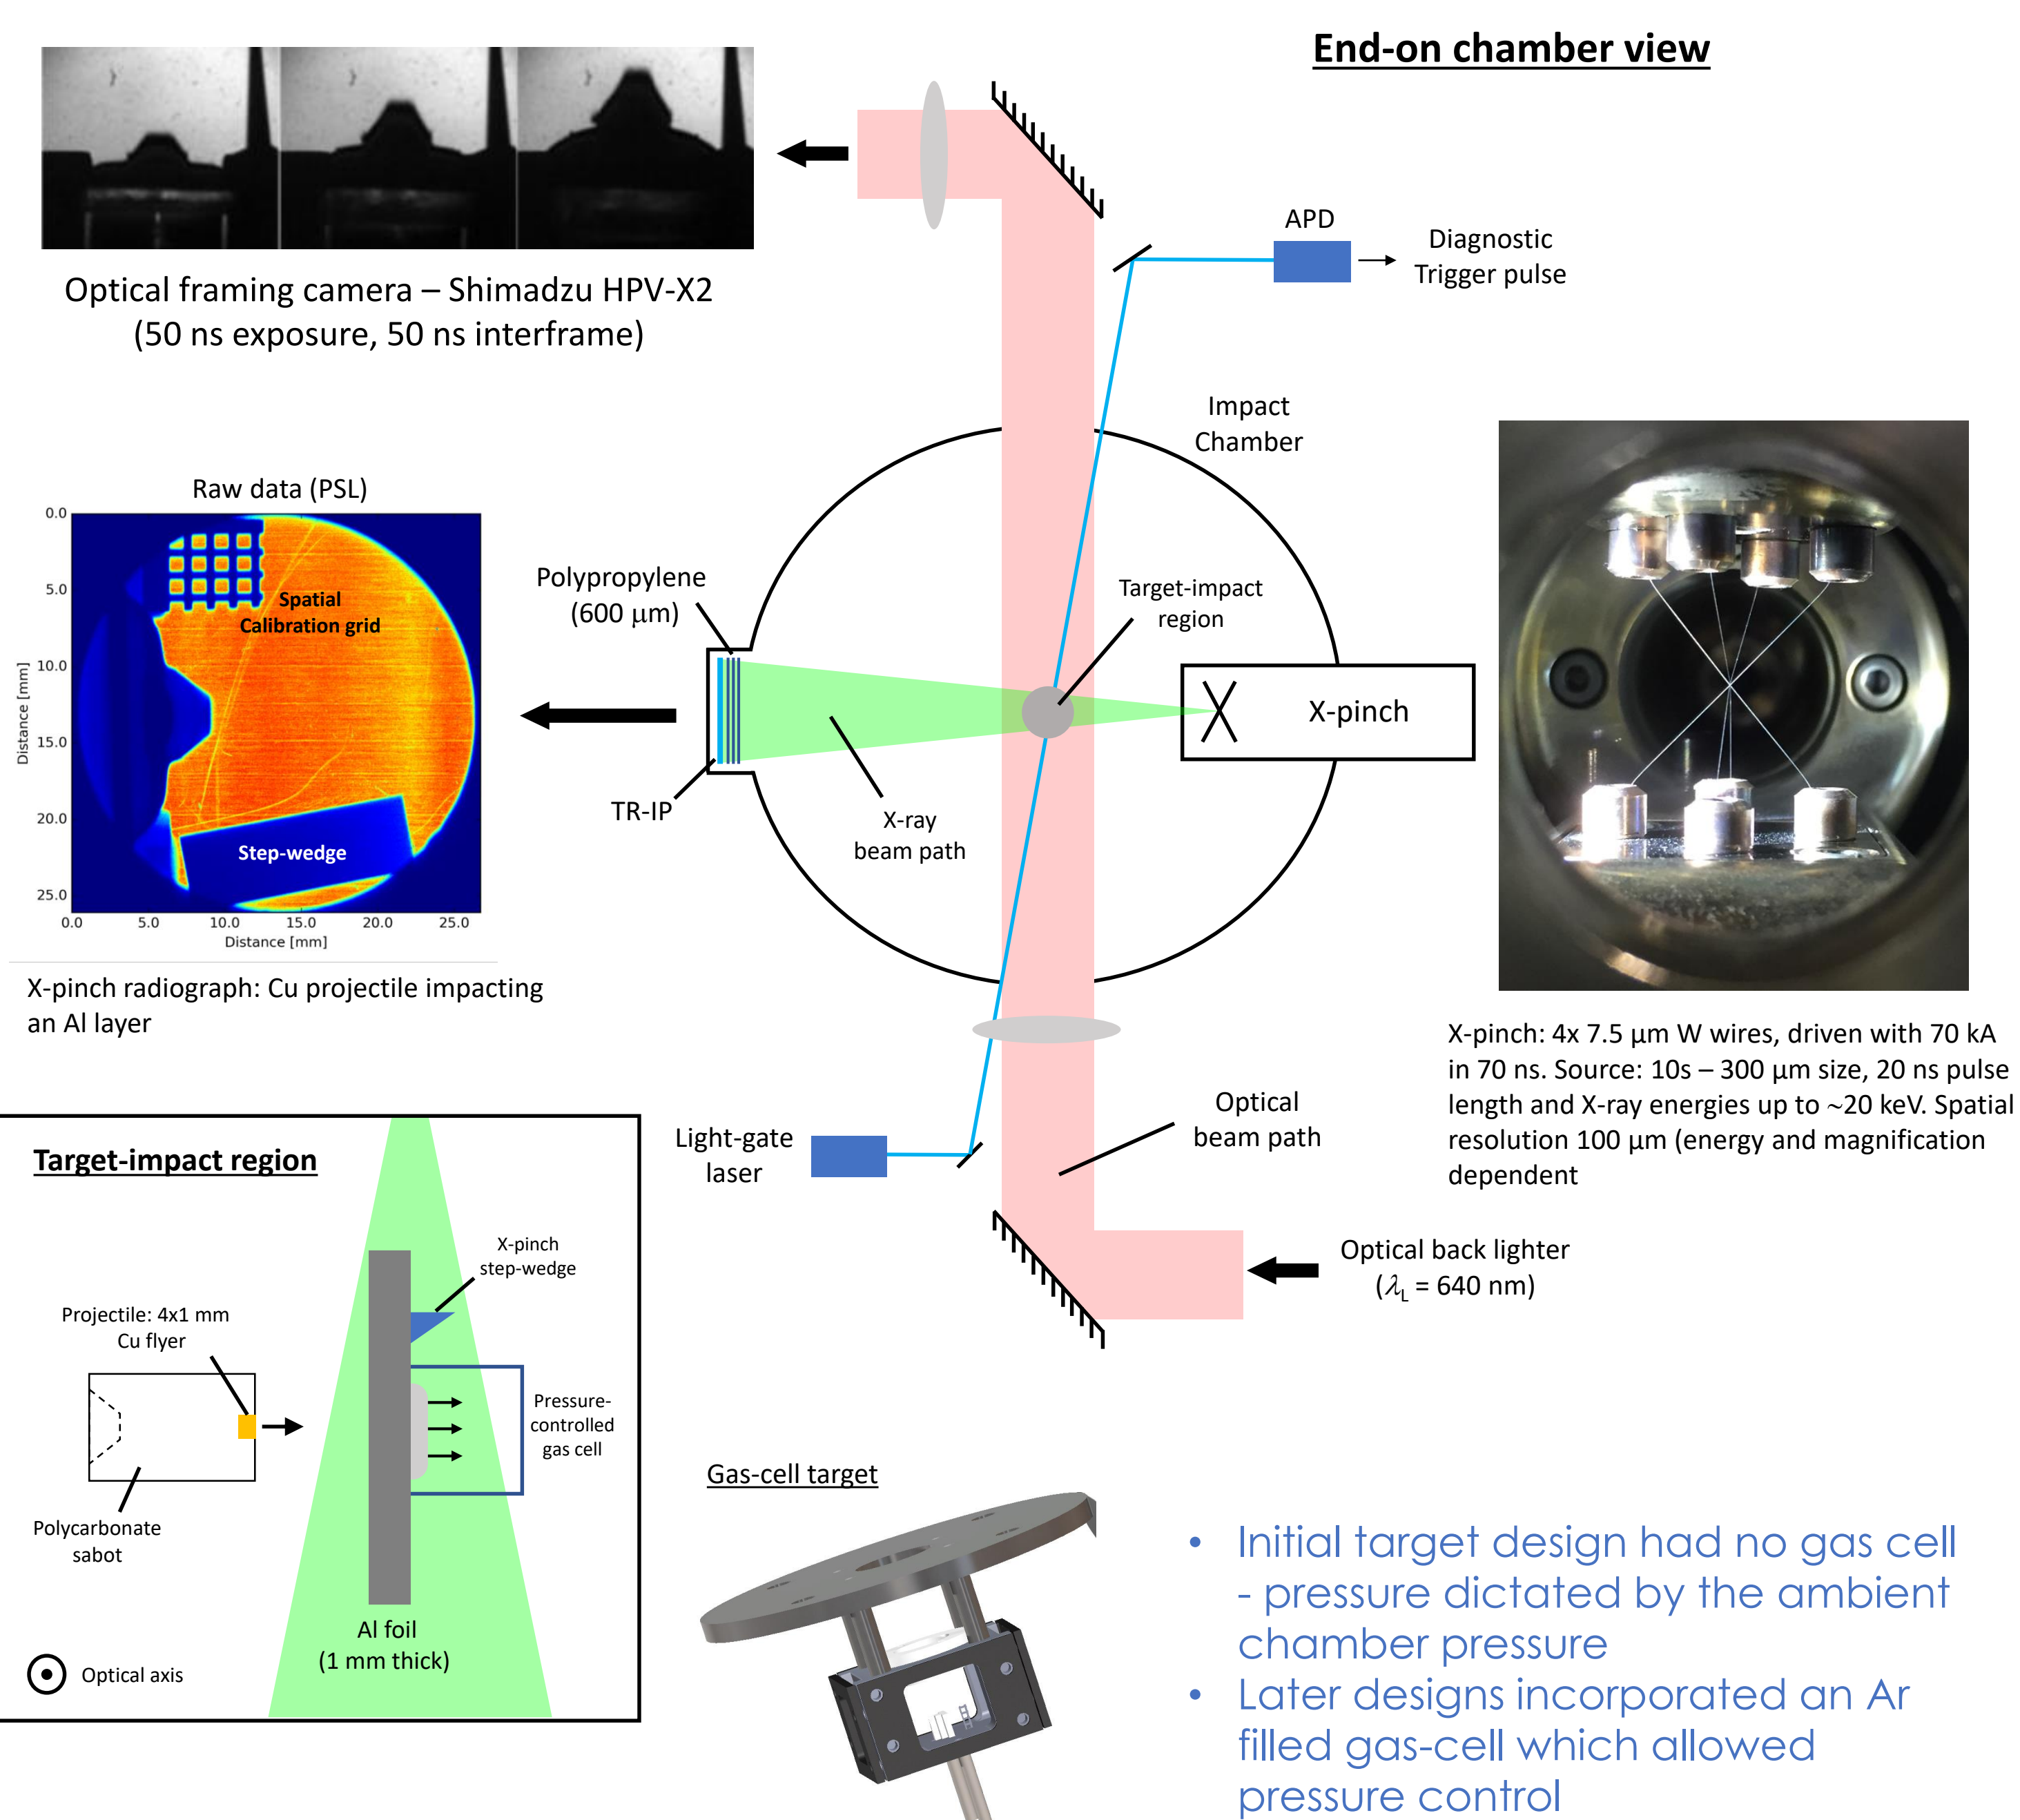 End-on chamber view
Optical framing camera – Shimadzu HPV-X2
(50 ns exposure, 50 ns interframe)
APD
Diagnostic
Trigger pulse
Impact
Chamber
Raw data (PSL)
0.0
5.0
10.0
15.0
20.0
25.0
Distance [mm]
Spatial
Calibration grid
Step-wedge
0.0
5.0
10.0
15.0
20.0
25.0
Distance [mm]
X-pinch radiograph: Cu projectile impacting
an Al layer
Polypropylene
(600 μm)
Target-impact
region
X-pinch
TR-IP
X-ray
beam path
X-pinch: 4x 7.5 μm W wires, driven with 70 kA
in 70 ns. Source: 10s – 300 μm size, 20 ns pulse
length and X-ray energies up to ~20 keV. Spatial
resolution 100 μm (energy and magnification
dependent
Light-gate
laser
Optical
beam path
Optical back lighter
(λL = 640 nm)
Target-impact region
X-pinch
step-wedge
Projectile: 4x1 mm
Cu flyer
Pressure-
controlled
gas cell
Polycarbonate
sabot
Al foil
(1 mm thick)
Optical axis
Gas-cell target
• Initial target design had no gas cell
- pressure dictated by the ambient
chamber pressure
• Later designs incorporated an Ar
filled gas-cell which allowed
pressure control